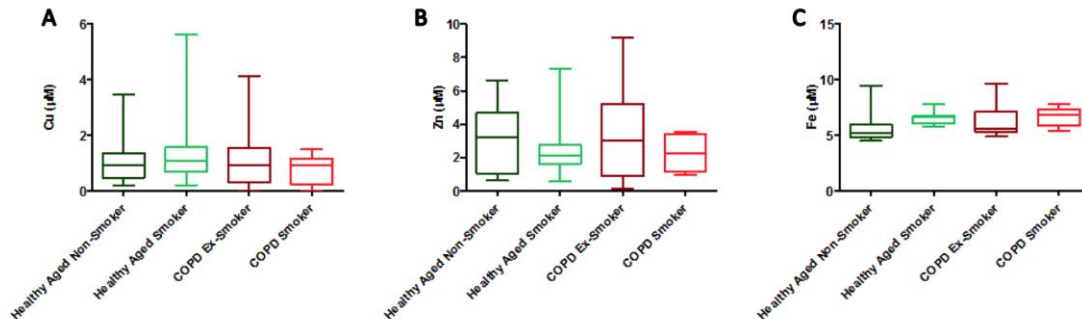 A
Cu (µM)
6
4
2
0
Healthy Aged Non-Smoker
Healthy Aged Smoker
COPD Ex-Smoker
COPD Smoker
B
Zn (µM)
10
8
6
4
2
0
Healthy Aged Non-Smoker
Healthy Aged Smoker
COPD Ex-Smoker
COPD Smoker
C
Fe (µM)
15
10
5
0
Healthy Aged Non-Smoker
Healthy Aged Smoker
COPD Ex-Smoker
COPD Smoker